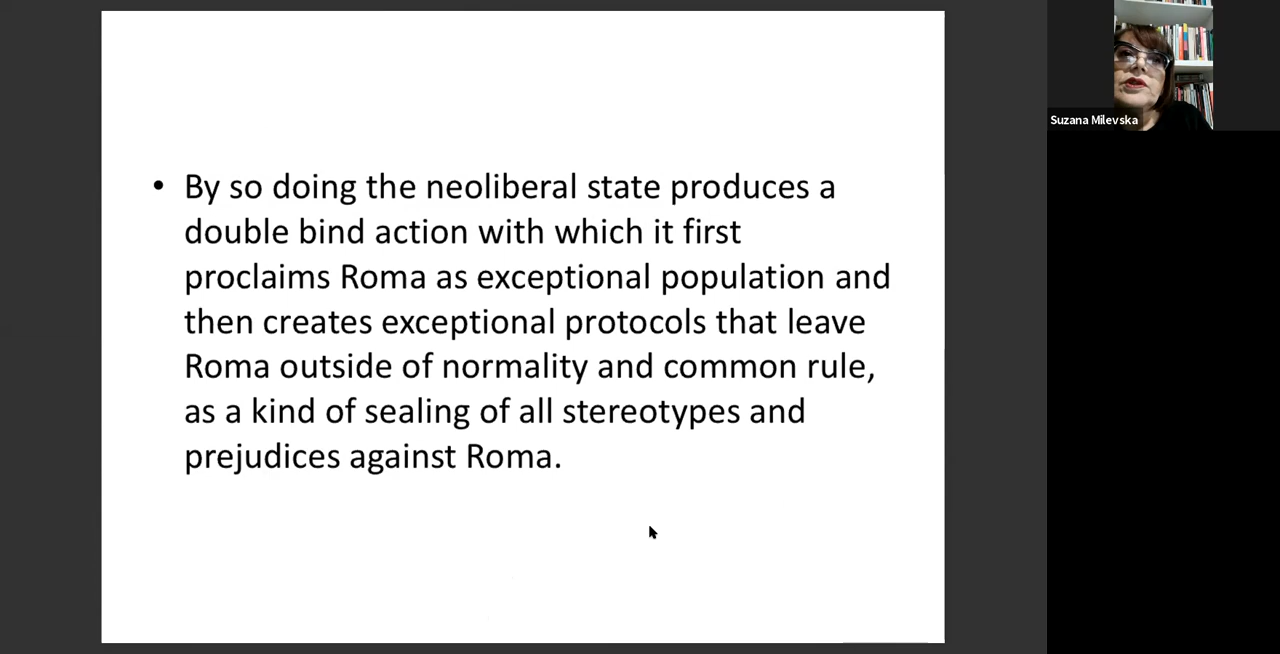 • By so doing the neoliberal state produces a
double bind action with which it first
proclaims Roma as exceptional population and
then creates exceptional protocols that leave
Roma outside of normality and common rule,
as a kind of sealing of all stereotypes and
prejudices against Roma.
Suzana Milevska